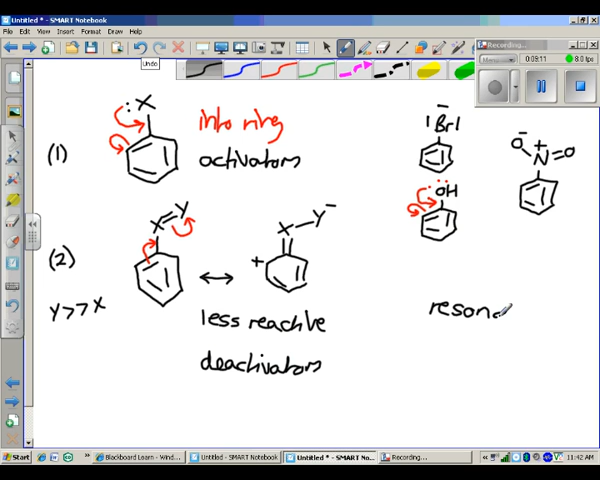 Untitled * - SMART Notebook
File Edit View Insert Format Draw Help
Undo
Recording...
Menu
0:09:11
8.0 fps
(1)
:X
into ring
activators
|Br|
OH
O
-
N
+
=O
(2)
X=Y
X-Y
-
+
Y>>X
less reactive
deactivators
resona
Start
Blackboard Learn - Wind...
Untitled - SMART Notebook
Untitled * - SMART No...
Recording...
11:42 AM